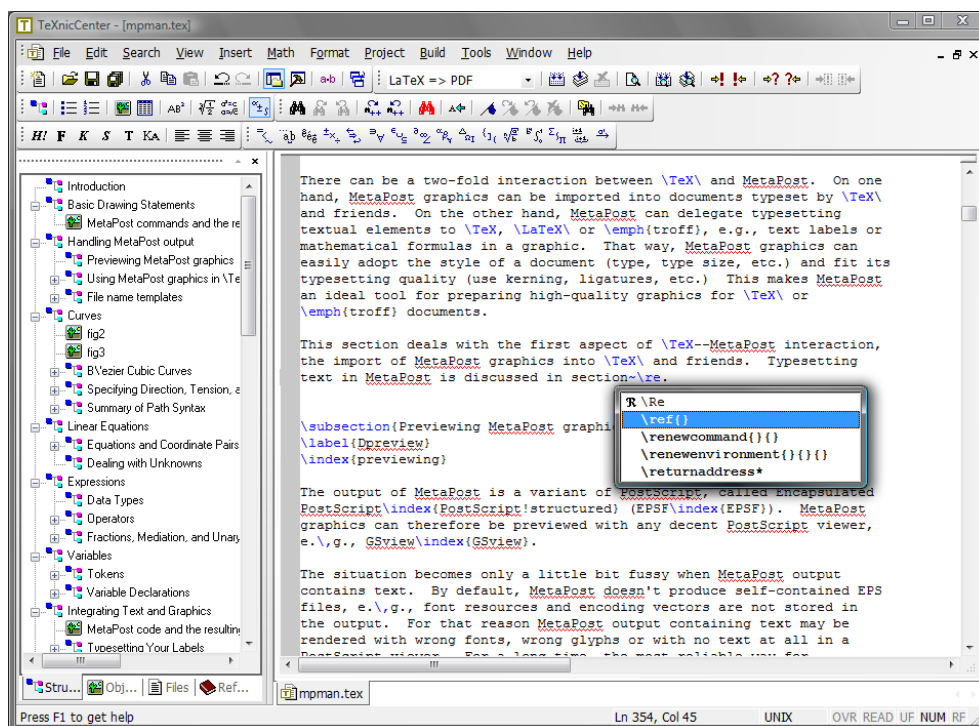 TeXnicCenter - [mpman.tex]
File Edit Search View Insert Math Format Project Build Tools Window Help
LaTeX => PDF
H! F K S T KA
Introduction
Basic Drawing Statements
MetaPost commands and the re
Handling MetaPost output
Previewing MetaPost graphics
Using MetaPost graphics in \Te
File name templates
Curves
fig2
fig3
B\'ezier Cubic Curves
Specifying Direction, Tension, a
Summary of Path Syntax
Linear Equations
Equations and Coordinate Pairs
Dealing with Unknowns
Expressions
Data Types
Operators
Fractions, Mediation, and Unary
Variables
Tokens
Variable Declarations
Integrating Text and Graphics
MetaPost code and the resulting
Typesetting Your Labels
Stru... Obj... Files Ref...
There can be a two-fold interaction between \TeX\ and MetaPost. On one
hand, MetaPost graphics can be imported into documents typeset by \TeX\
and friends. On the other hand, MetaPost can delegate typesetting
textual elements to \TeX, \LaTeX\ or \emph{troff}, e.g., text labels or
mathematical formulas in a graphic. That way, MetaPost graphics can
easily adopt the style of a document (type, type size, etc.) and fit its
typesetting quality (use kerning, ligatures, etc.) This makes MetaPost
an ideal tool for preparing high-quality graphics for \TeX\ or
\emph{troff} documents.
This section deals with the first aspect of \TeX--MetaPost interaction,
the import of MetaPost graphics into \TeX\ and friends. Typesetting
text in MetaPost is discussed in section~\re.
\Re
\ref{}
\renewcommand{}{}
\renewenvironment{}{}{}
\returnaddress*
\subsection{Previewing MetaPost graphi
\label{Dpreview}
\index{previewing}
The output of MetaPost is a variant of PostScript, called Encapsulated
PostScript\index{PostScript!structured} (EPSF\index{EPSF}). MetaPost
graphics can therefore be previewed with any decent PostScript viewer,
e.\,g., GSview\index{GSview}.
The situation becomes only a little bit fussy when MetaPost output
contains text. By default, MetaPost doesn't produce self-contained EPS
files, e.\,g., font resources and encoding vectors are not stored in
the output. For that reason MetaPost output containing text may be
rendered with wrong fonts, wrong glyphs or with no text at all in a
PostScript viewer. For a long time, the most reliable way for
mpman.tex
Press F1 to get help
Ln 354, Col 45 UNIX OVR READ UF NUM RF